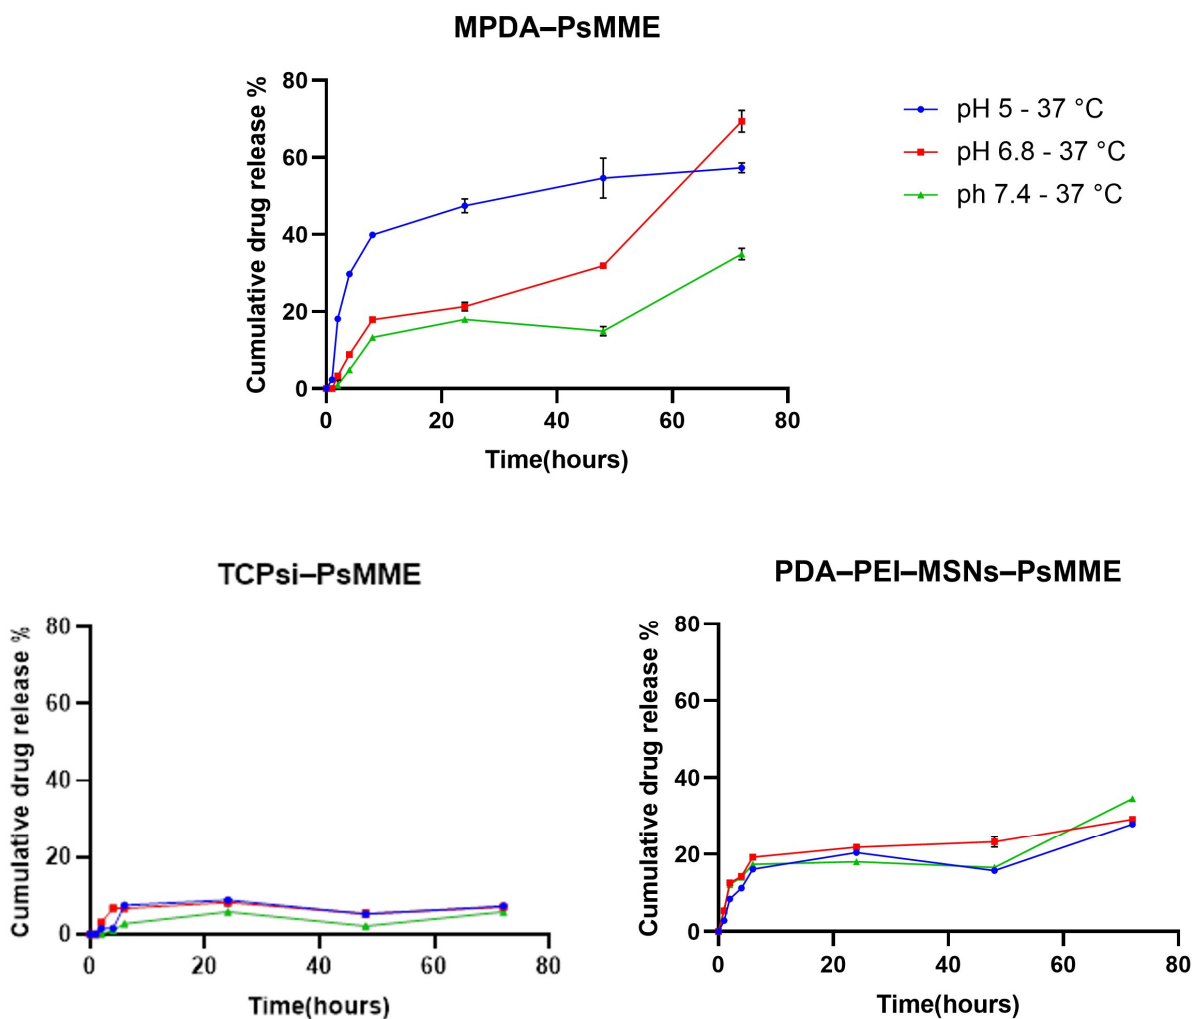 MPDA–PsMME
Cumulative drug release %
80
60
40
20
0
0 20 40 60 80
Time(hours)
pH 5 - 37 °C
pH 6.8 - 37 °C
ph 7.4 - 37 °C
TCPsi–PsMME
Cumulative drug release %
80
60
40
20
0
0 20 40 60 80
Time(hours)
PDA–PEI–MSNs–PsMME
Cumulative drug release %
80
60
40
20
0
0 20 40 60 80
Time(hours)